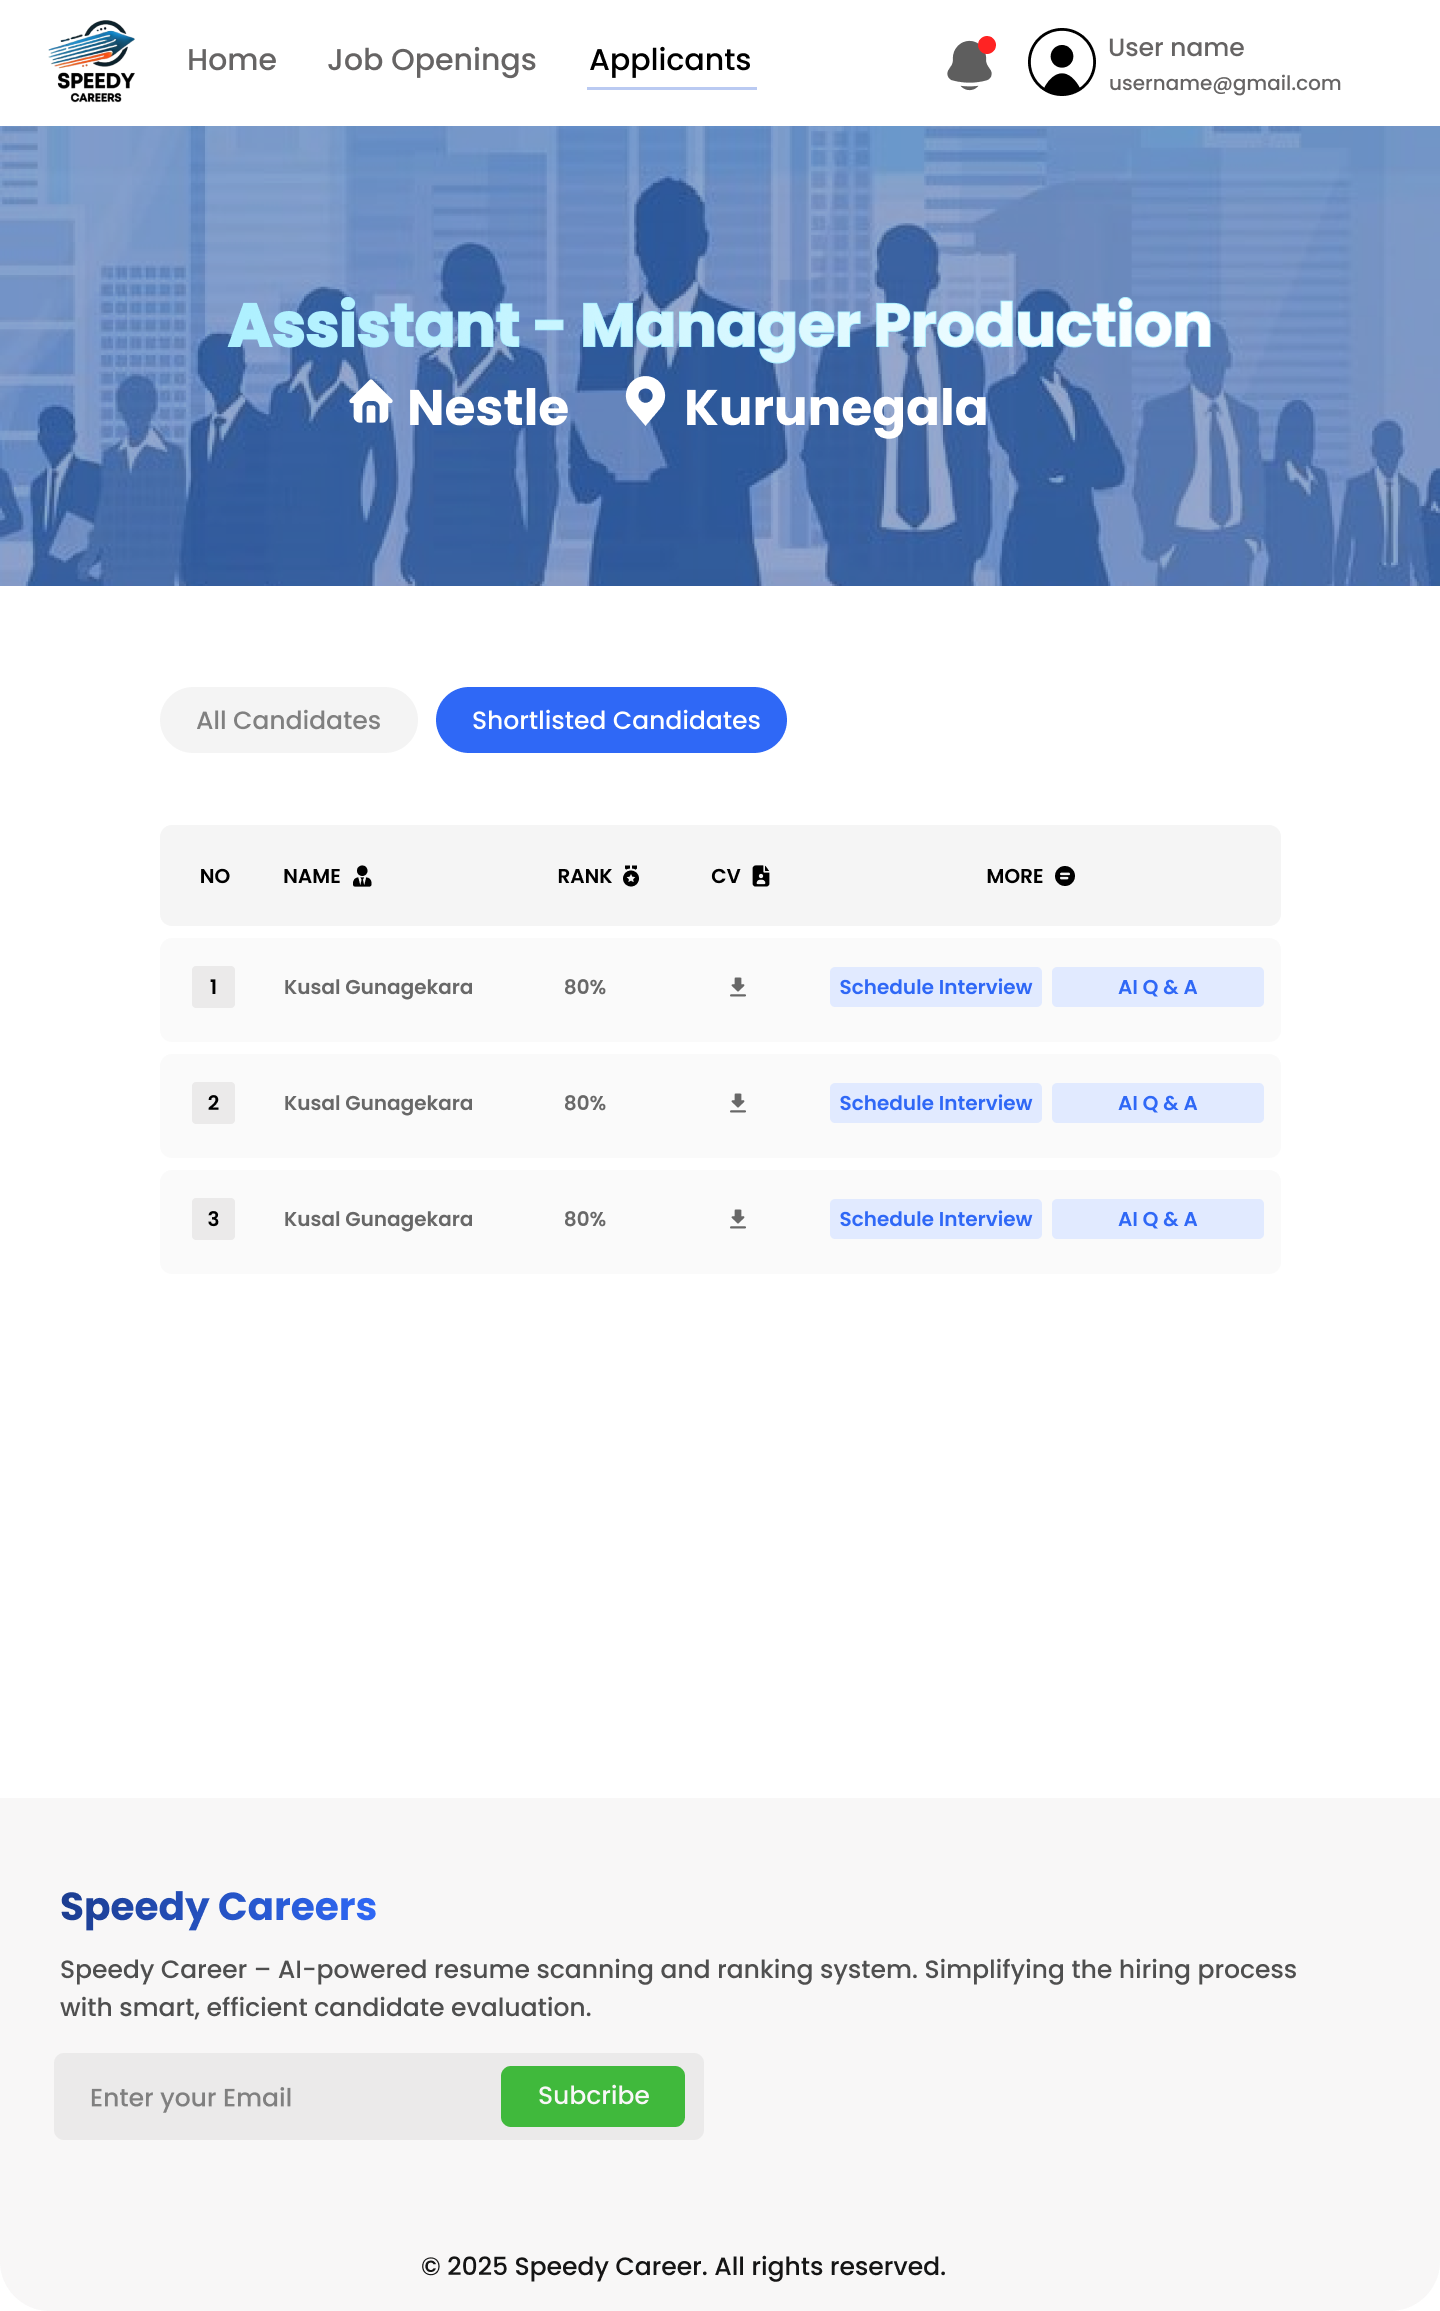 SPEEDY
CAREERS
Home Job Openings Applicants
User name
username@gmail.com
Assistant - Manager Production
Nestle Kurunegala
All Candidates Shortlisted Candidates
NO NAME RANK CV MORE
1 Kusal Gunagekara 80% Schedule Interview AI Q & A
2 Kusal Gunagekara 80% Schedule Interview AI Q & A
3 Kusal Gunagekara 80% Schedule Interview AI Q & A
Speedy Careers
Speedy Career – AI-powered resume scanning and ranking system. Simplifying the hiring process
with smart, efficient candidate evaluation.
Enter your Email Subcribe
© 2025 Speedy Career. All rights reserved.